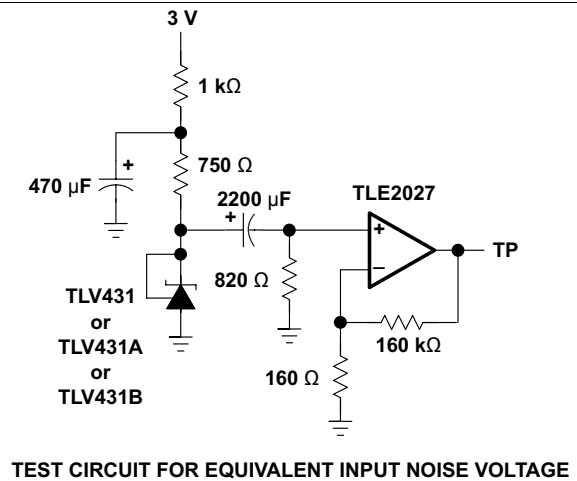 3 V
1 kΩ
470 µF
+
750 Ω
2200 µF
+
820 Ω
TLE2027
+
−
TP
160 kΩ
160 Ω
TLV431
or
TLV431A
or
TLV431B
TEST CIRCUIT FOR EQUIVALENT INPUT NOISE VOLTAGE